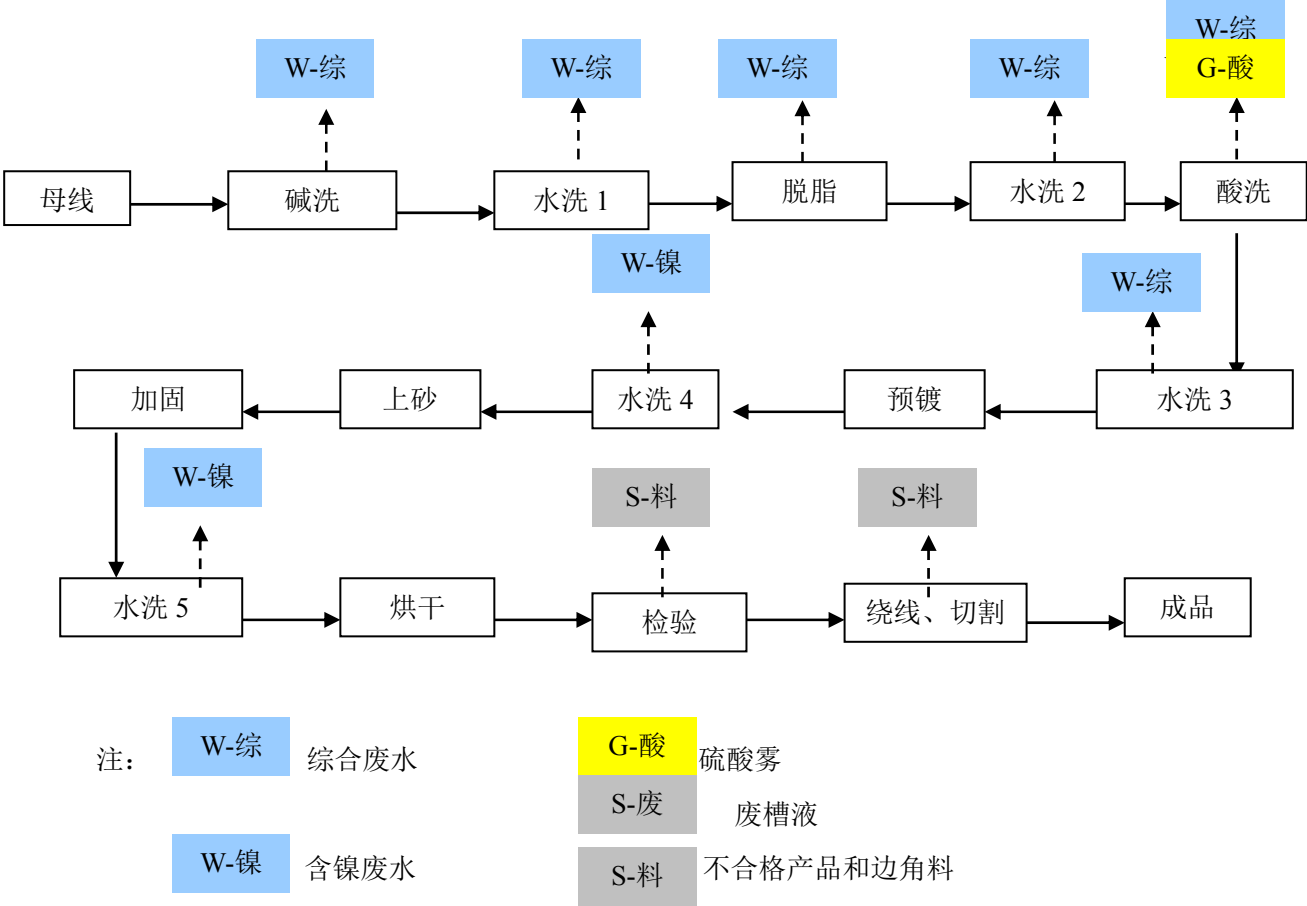 W-综
W-综 W-综 W-综 W-综 G-酸
母线 碱洗 水洗 1 脱脂 水洗 2 酸洗
W-镍 W-综
加固 上砂 水洗 4 预镀 水洗 3
W-镍 S-料 S-料
水洗 5 烘干 检验 绕线、切割 成品
注： W-综 综合废水 G-酸 硫酸雾
S-废 废槽液
W-镍 含镍废水 S-料 不合格产品和边角料